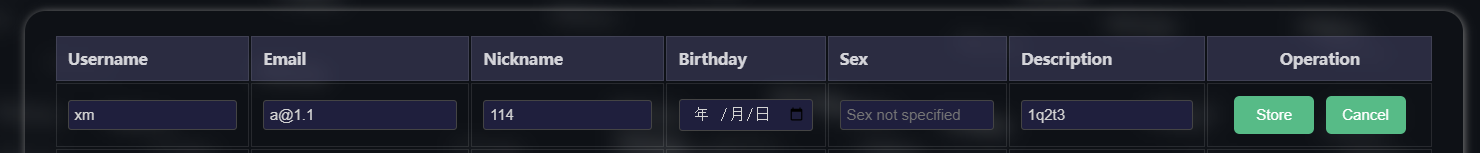 Username Email Nickname Birthday Sex Description Operation
xm a@1.1 114 年 /月/日 Sex not specified 1q2t3 Store Cancel